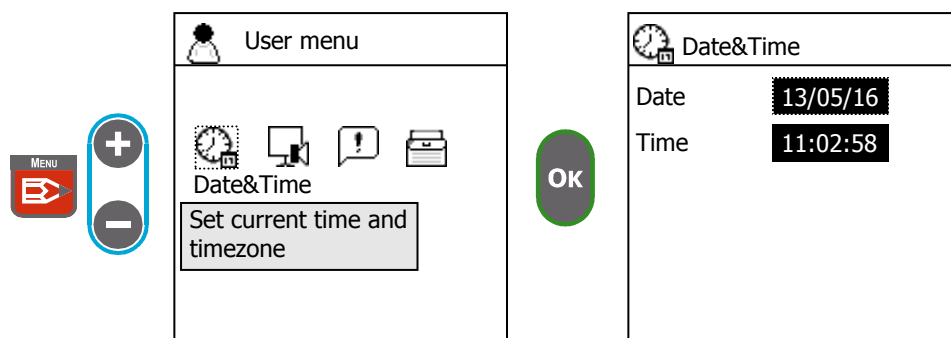 MENU
+
−
User menu
Date&Time
Set current time and
timezone
OK
Date&Time
Date 13/05/16
Time 11:02:58